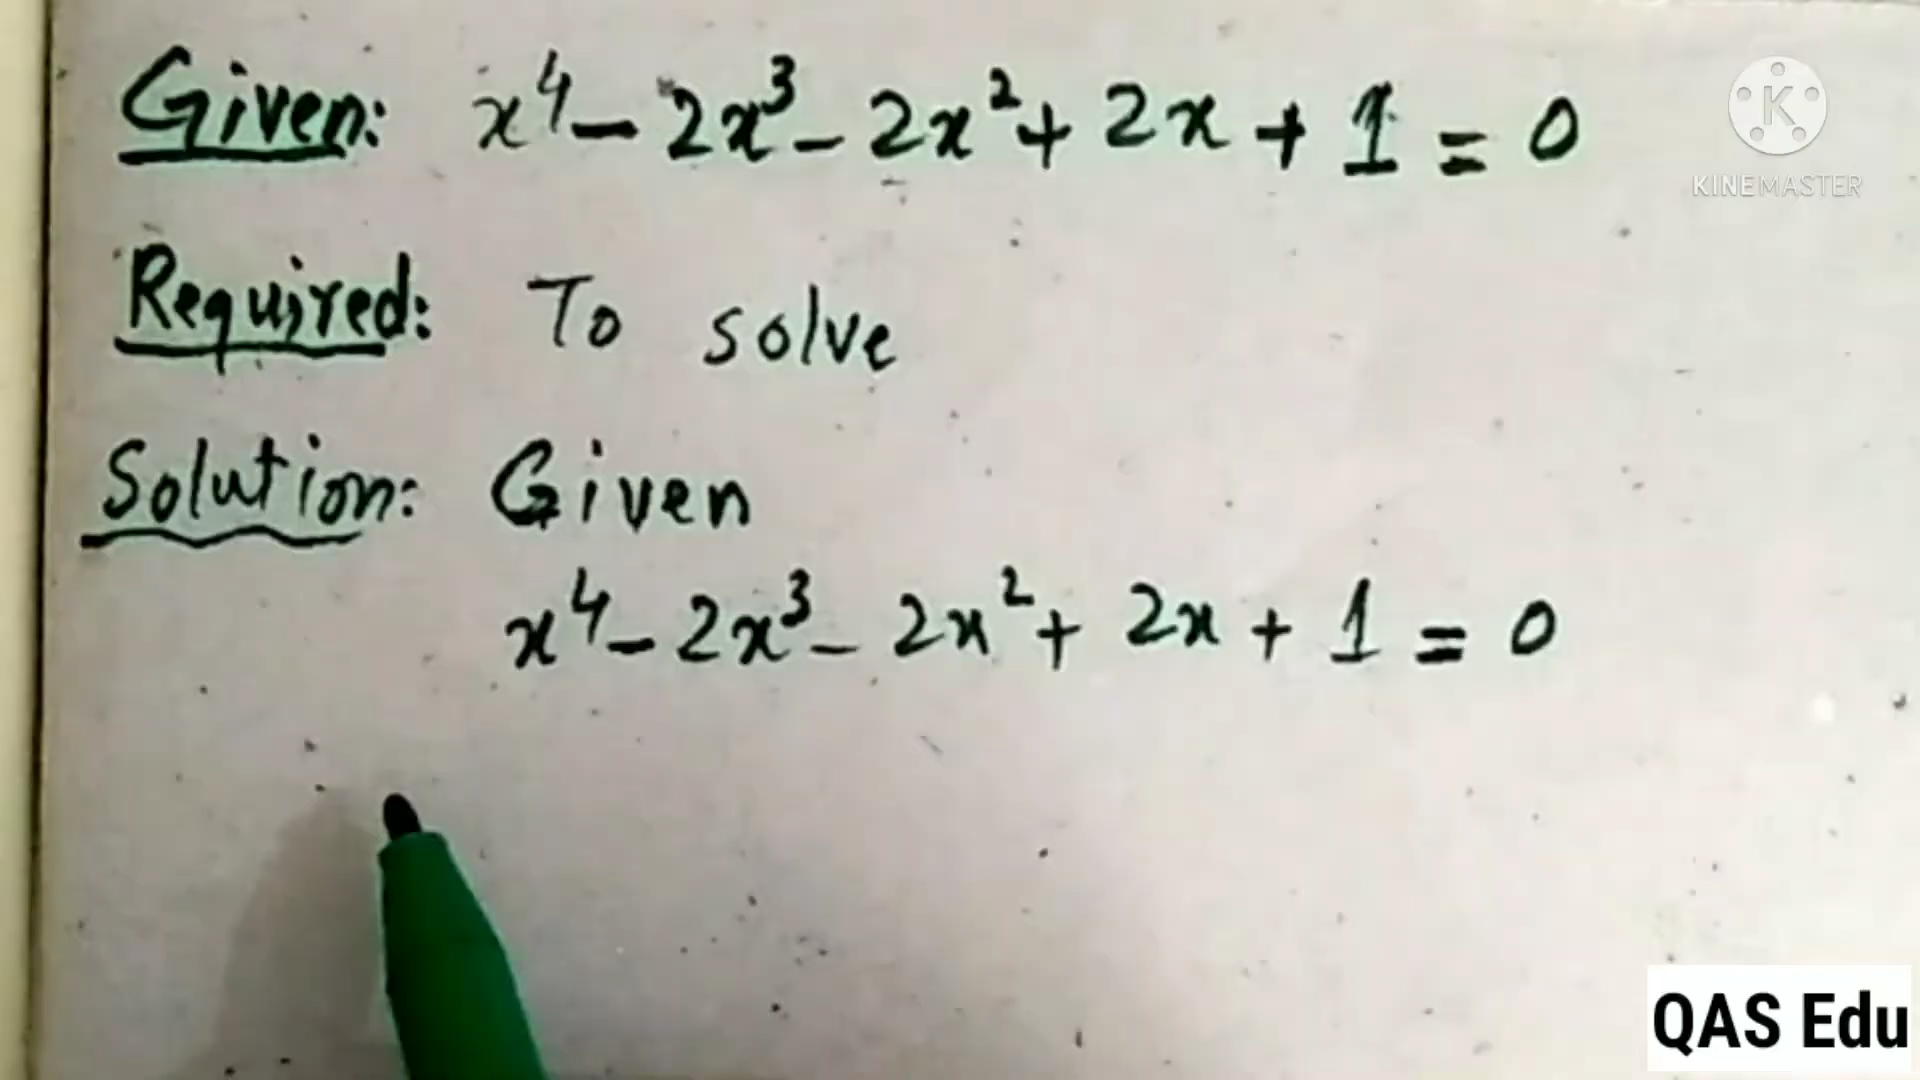 Given: x⁴ - 2x³ - 2x² + 2x + 1 = 0
KINEMASTER
Required: To solve
Solution: Given
x⁴ - 2x³ - 2x² + 2x + 1 = 0
QAS Edu